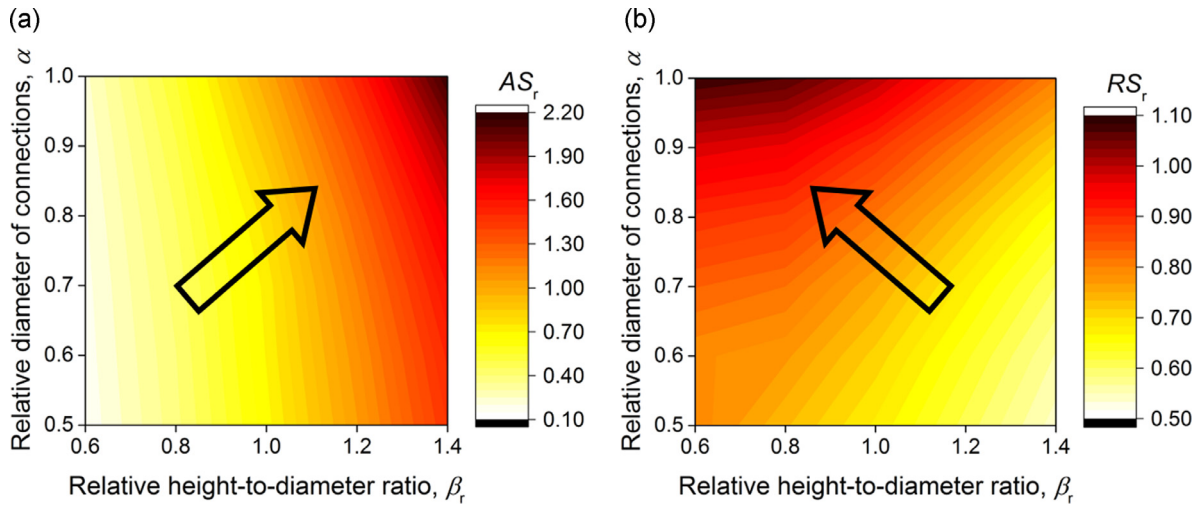 (a)
Relative diameter of connections, α
1.0
0.9
0.8
0.7
0.6
0.5
0.6 0.8 1.0 1.2 1.4
Relative height-to-diameter ratio, βr
ASr
2.20
1.90
1.60
1.30
1.00
0.70
0.40
0.10
(b)
Relative diameter of connections, α
1.0
0.9
0.8
0.7
0.6
0.5
0.6 0.8 1.0 1.2 1.4
Relative height-to-diameter ratio, βr
RSr
1.10
1.00
0.90
0.80
0.70
0.60
0.50